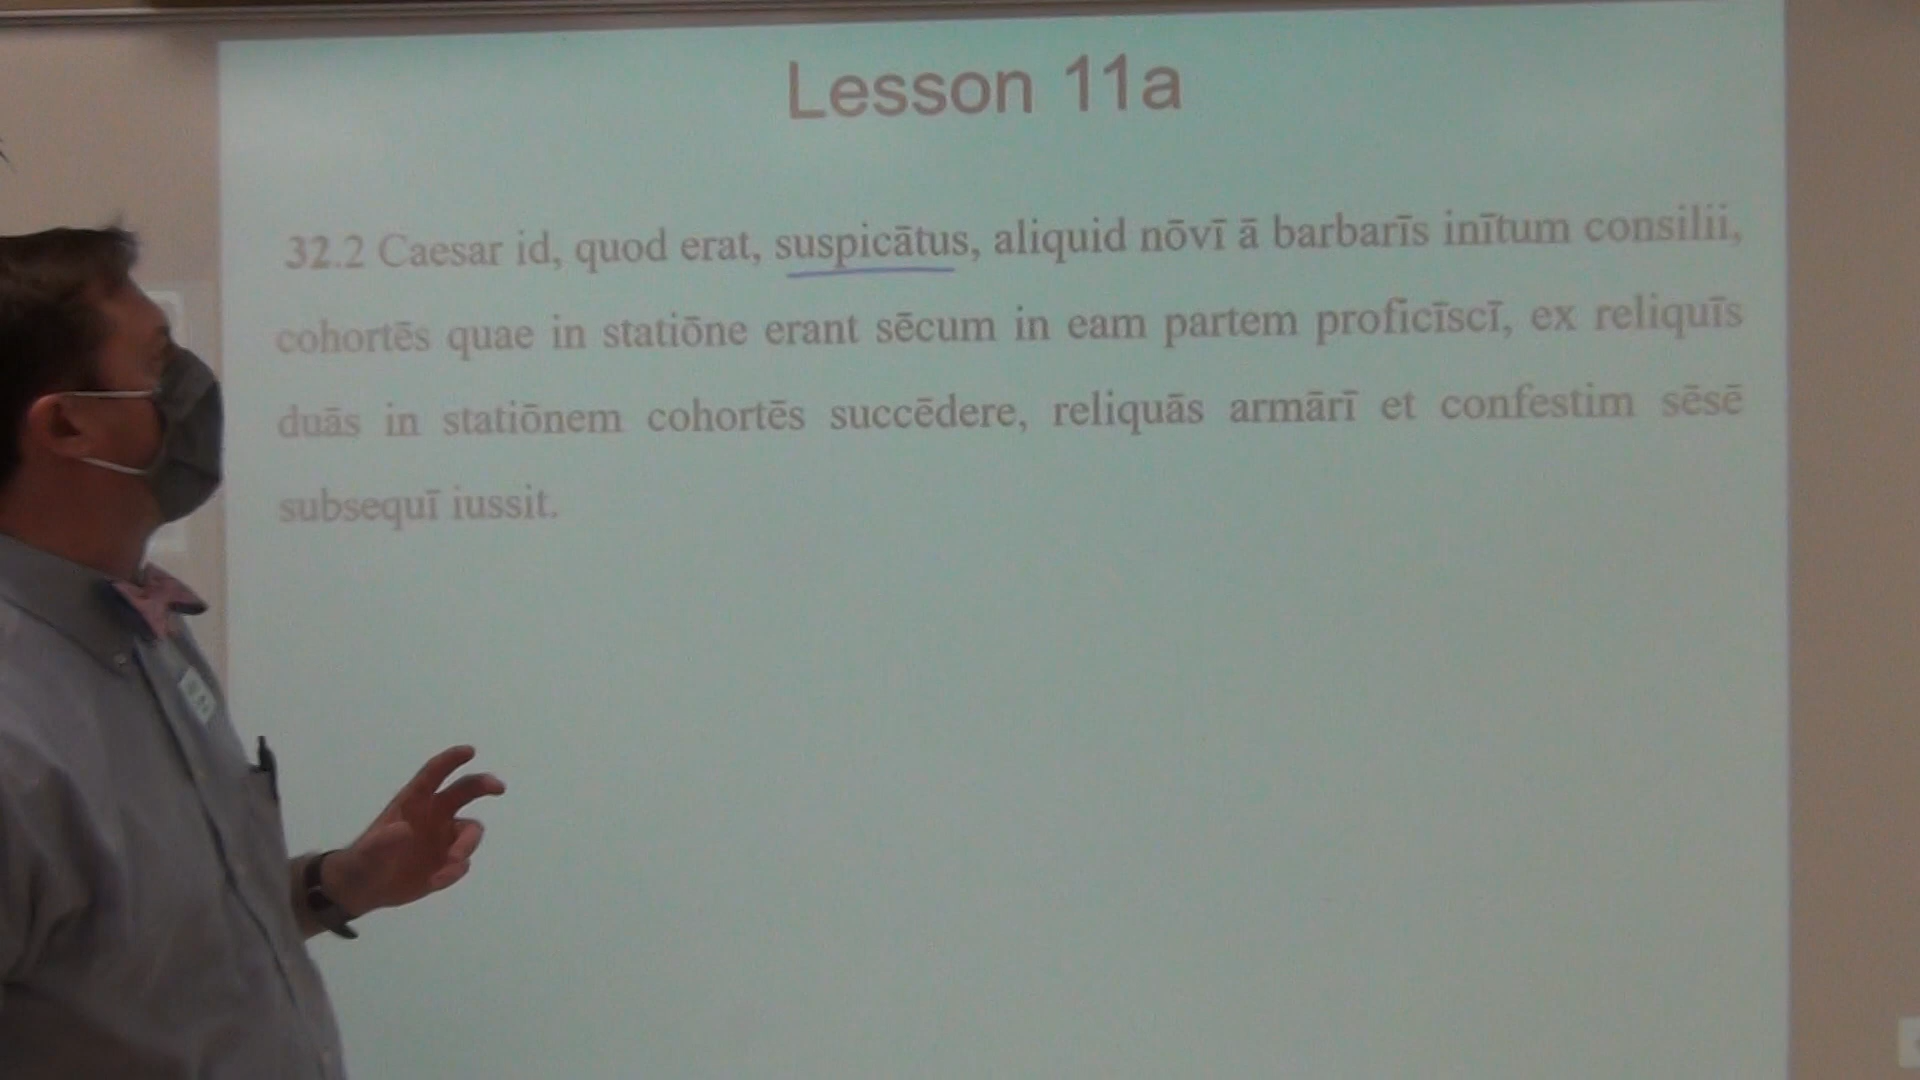 Lesson 11a
32.2 Caesar id, quod erat, suspicātus, aliquid nōvī ā barbarīs inītum consilii,
cohortēs quae in statiōne erant sēcum in eam partem proficīscī, ex reliquīs
duās in statiōnem cohortēs succēdere, reliquās armārī et confestim sēsē
subsequī iussit.